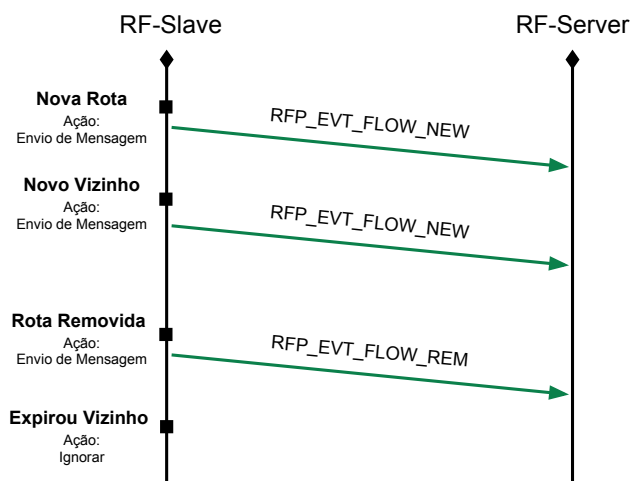 RF-Slave
RF-Server
Nova Rota
Ação:
Envio de Mensagem
RFP_EVT_FLOW_NEW
Novo Vizinho
Ação:
Envio de Mensagem
RFP_EVT_FLOW_NEW
Rota Removida
Ação:
Envio de Mensagem
RFP_EVT_FLOW_REM
Expirou Vizinho
Ação:
Ignorar